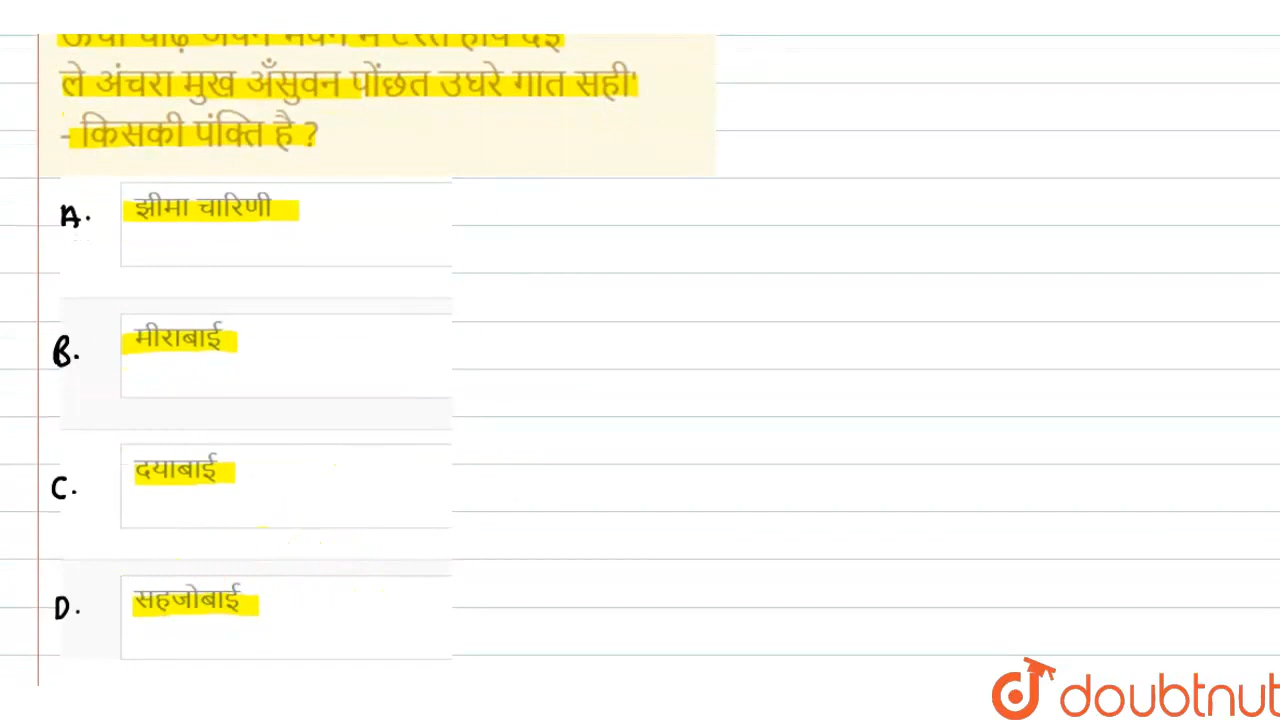 ले अंचरा मुख अँसुवन पोंछत उघरे गात सही'
- किसकी पंक्ति है ?
A. झीमा चारिणी
B. मीराबाई
C. दयाबाई
D. सहजोबाई
doubtnut